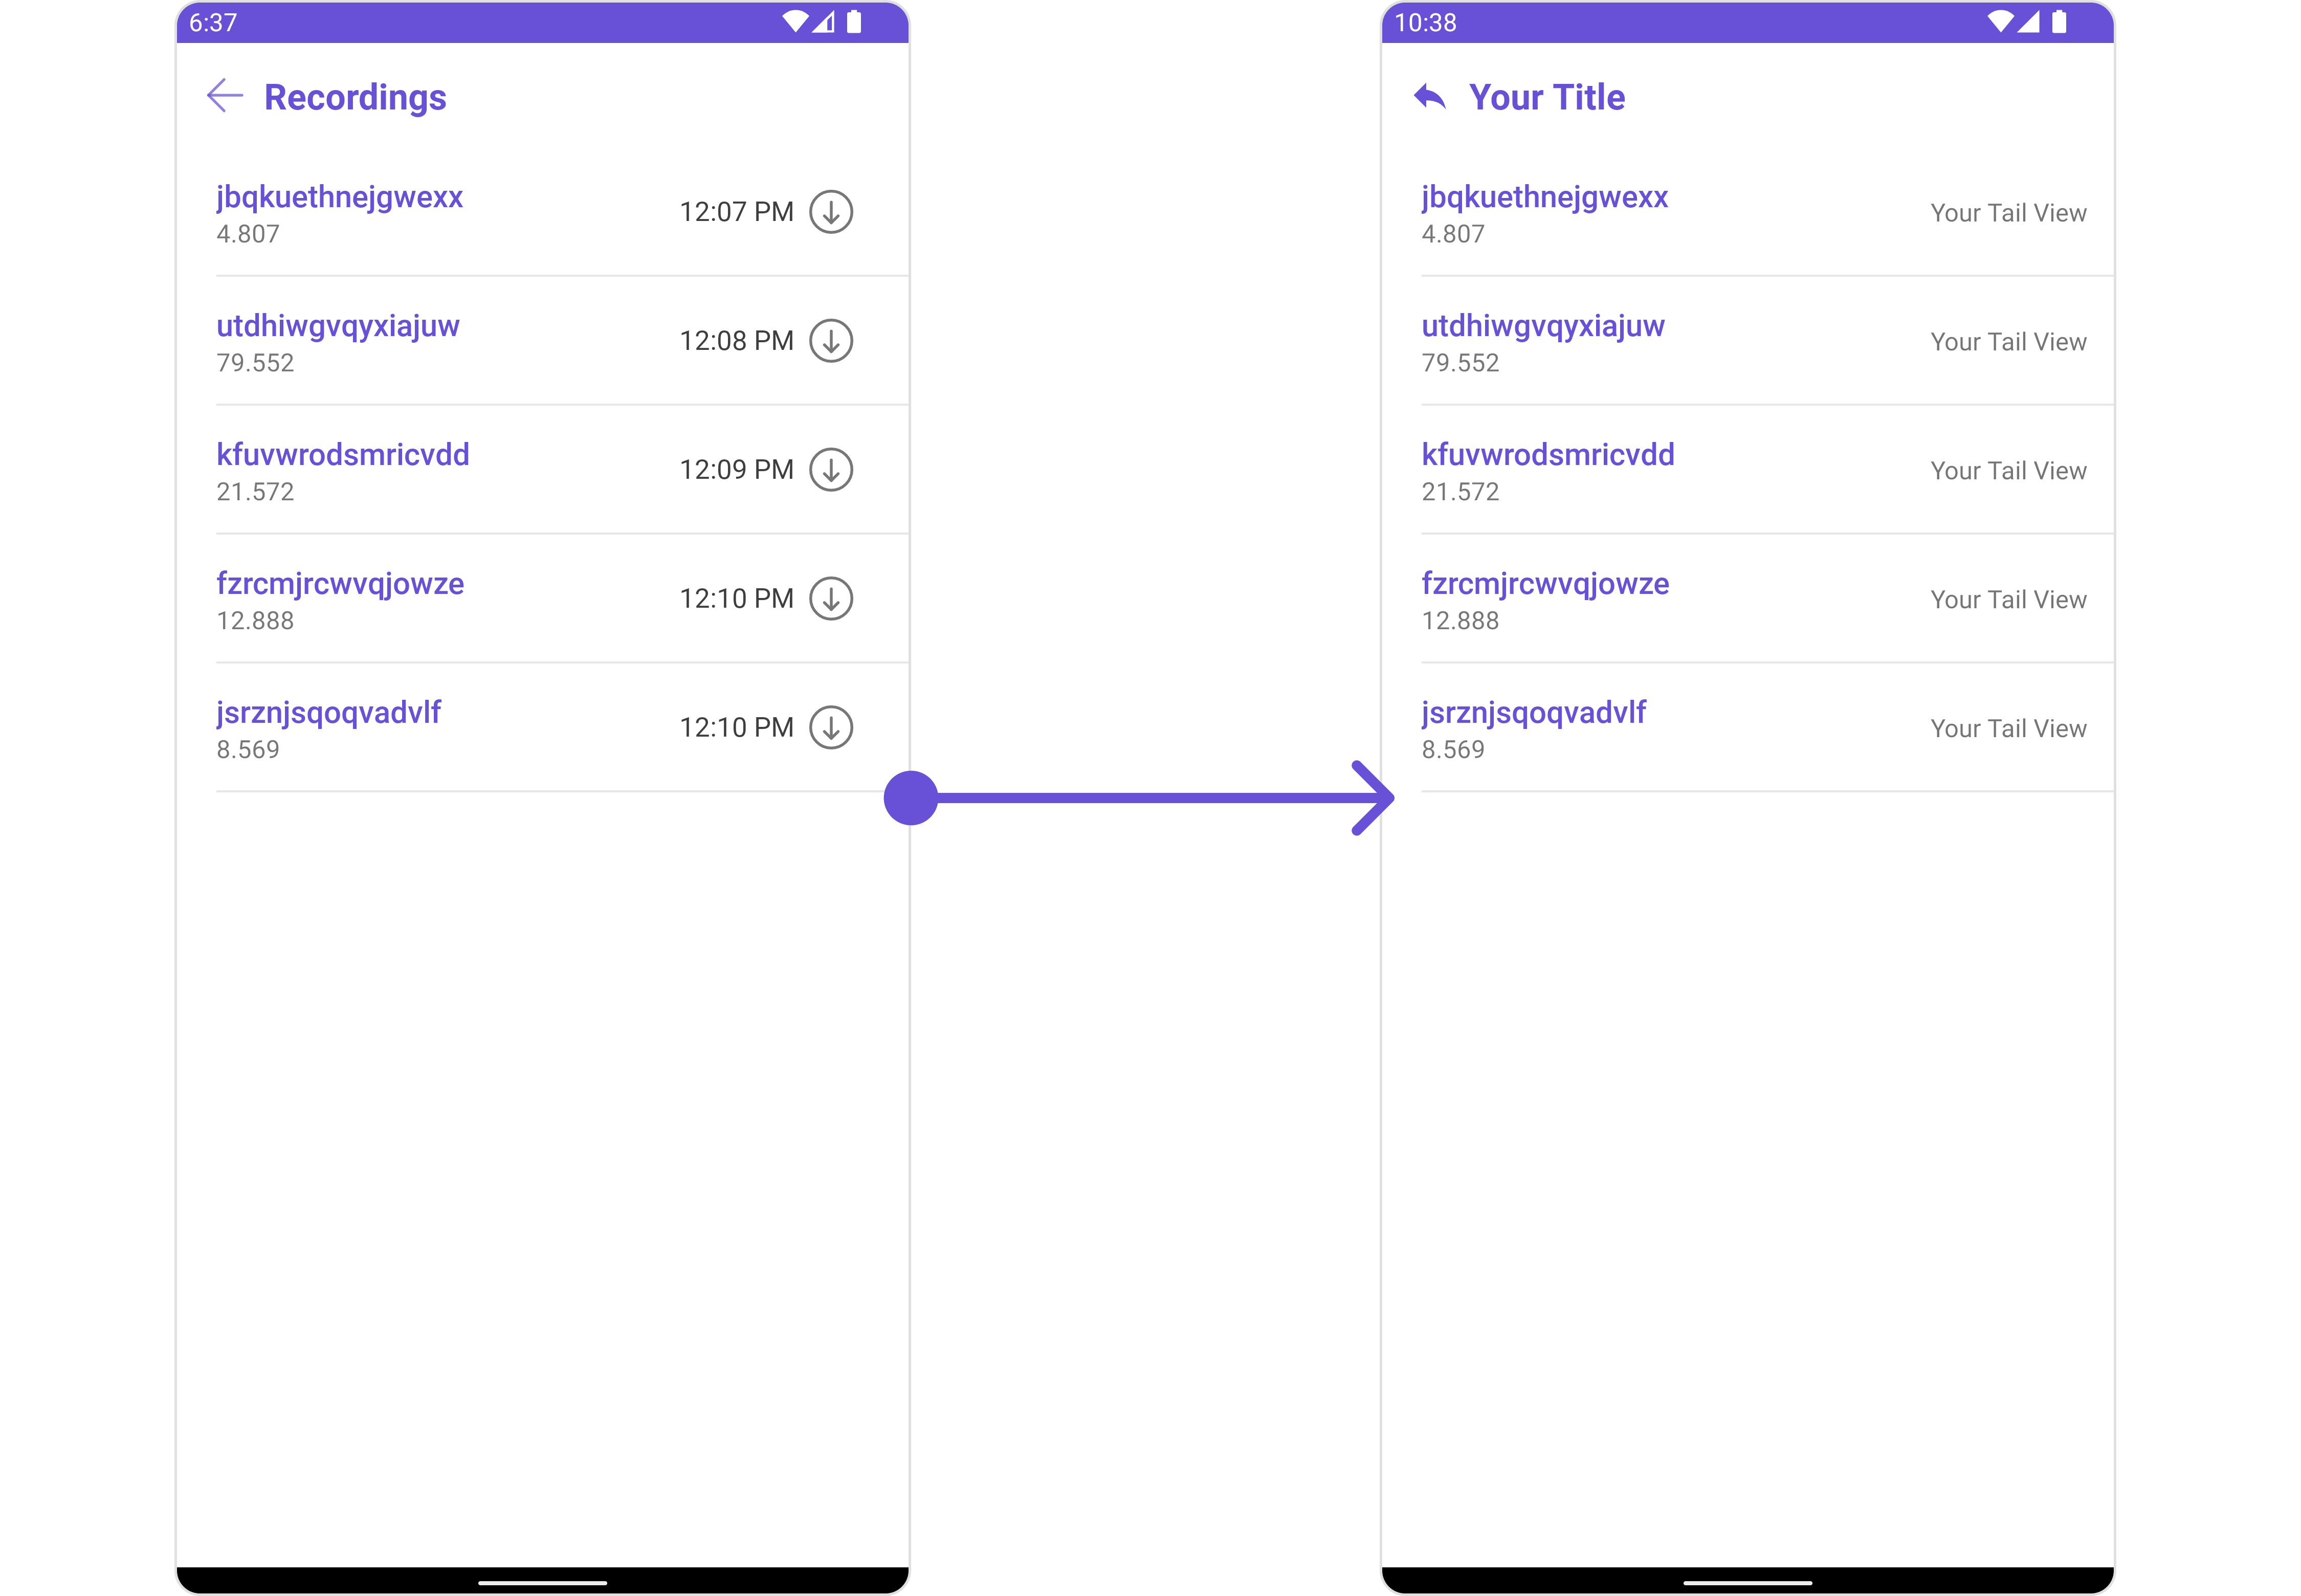 6:37
Recordings
jbqkuethnejgwexx
4.807
12:07 PM
utdhiwgvqyxiajuw
79.552
12:08 PM
kfuvwrodsmricvdd
21.572
12:09 PM
fzrcmjrcwvqjowze
12.888
12:10 PM
jsrznjsqoqvadvlf
8.569
12:10 PM
10:38
Your Title
jbqkuethnejgwexx
4.807
Your Tail View
utdhiwgvqyxiajuw
79.552
Your Tail View
kfuvwrodsmricvdd
21.572
Your Tail View
fzrcmjrcwvqjowze
12.888
Your Tail View
jsrznjsqoqvadvlf
8.569
Your Tail View